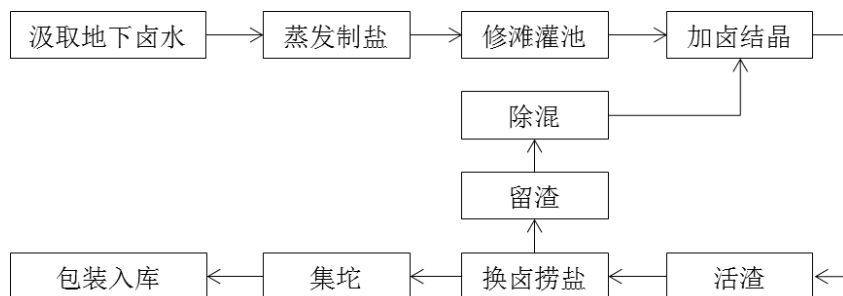 汲取地下卤水
蒸发制盐
修滩灌池
加卤结晶
除混
留渣
包装入库
集坨
换卤捞盐
活渣